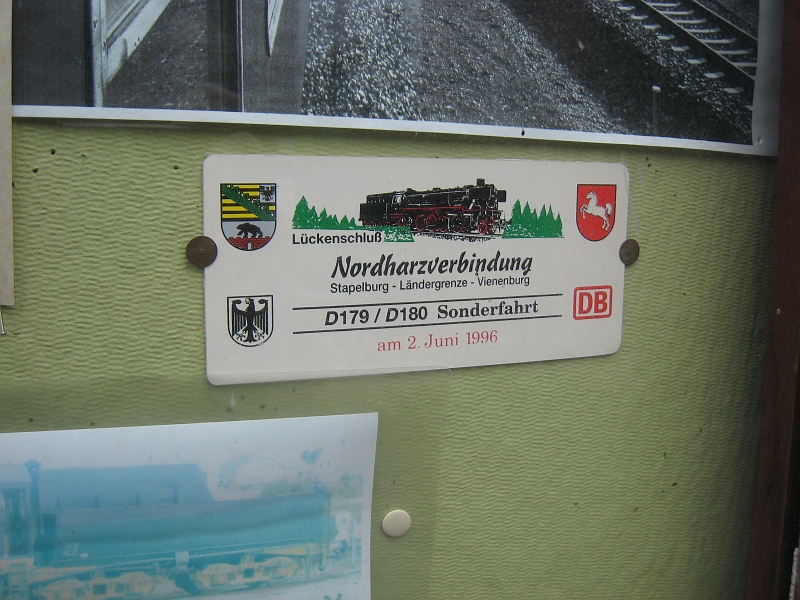 Lückenschluß
Nordharzverbindung
Stapelburg - Ländergrenze - Vienenburg
D179 / D180 Sonderfahrt
DB
am 2. Juni 1996